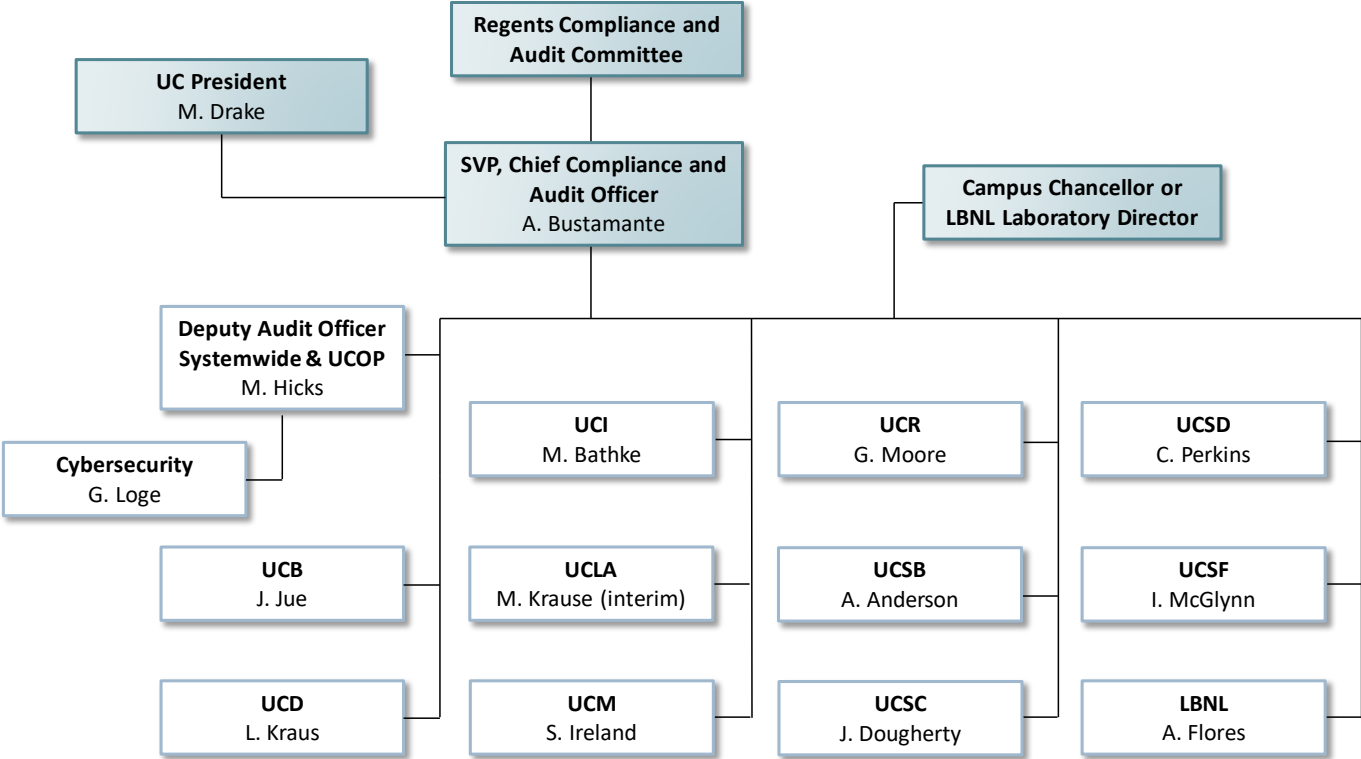 Regents Compliance and
Audit Committee
UC President
M. Drake
SVP, Chief Compliance and
Audit Officer
A. Bustamante
Campus Chancellor or
LBNL Laboratory Director
Deputy Audit Officer
Systemwide & UCOP
M. Hicks
Cybersecurity
G. Loge
UCI
M. Bathke
UCR
G. Moore
UCSD
C. Perkins
UCB
J. Jue
UCLA
M. Krause (interim)
UCSB
A. Anderson
UCSF
I. McGlynn
UCD
L. Kraus
UCM
S. Ireland
UCSC
J. Dougherty
LBNL
A. Flores